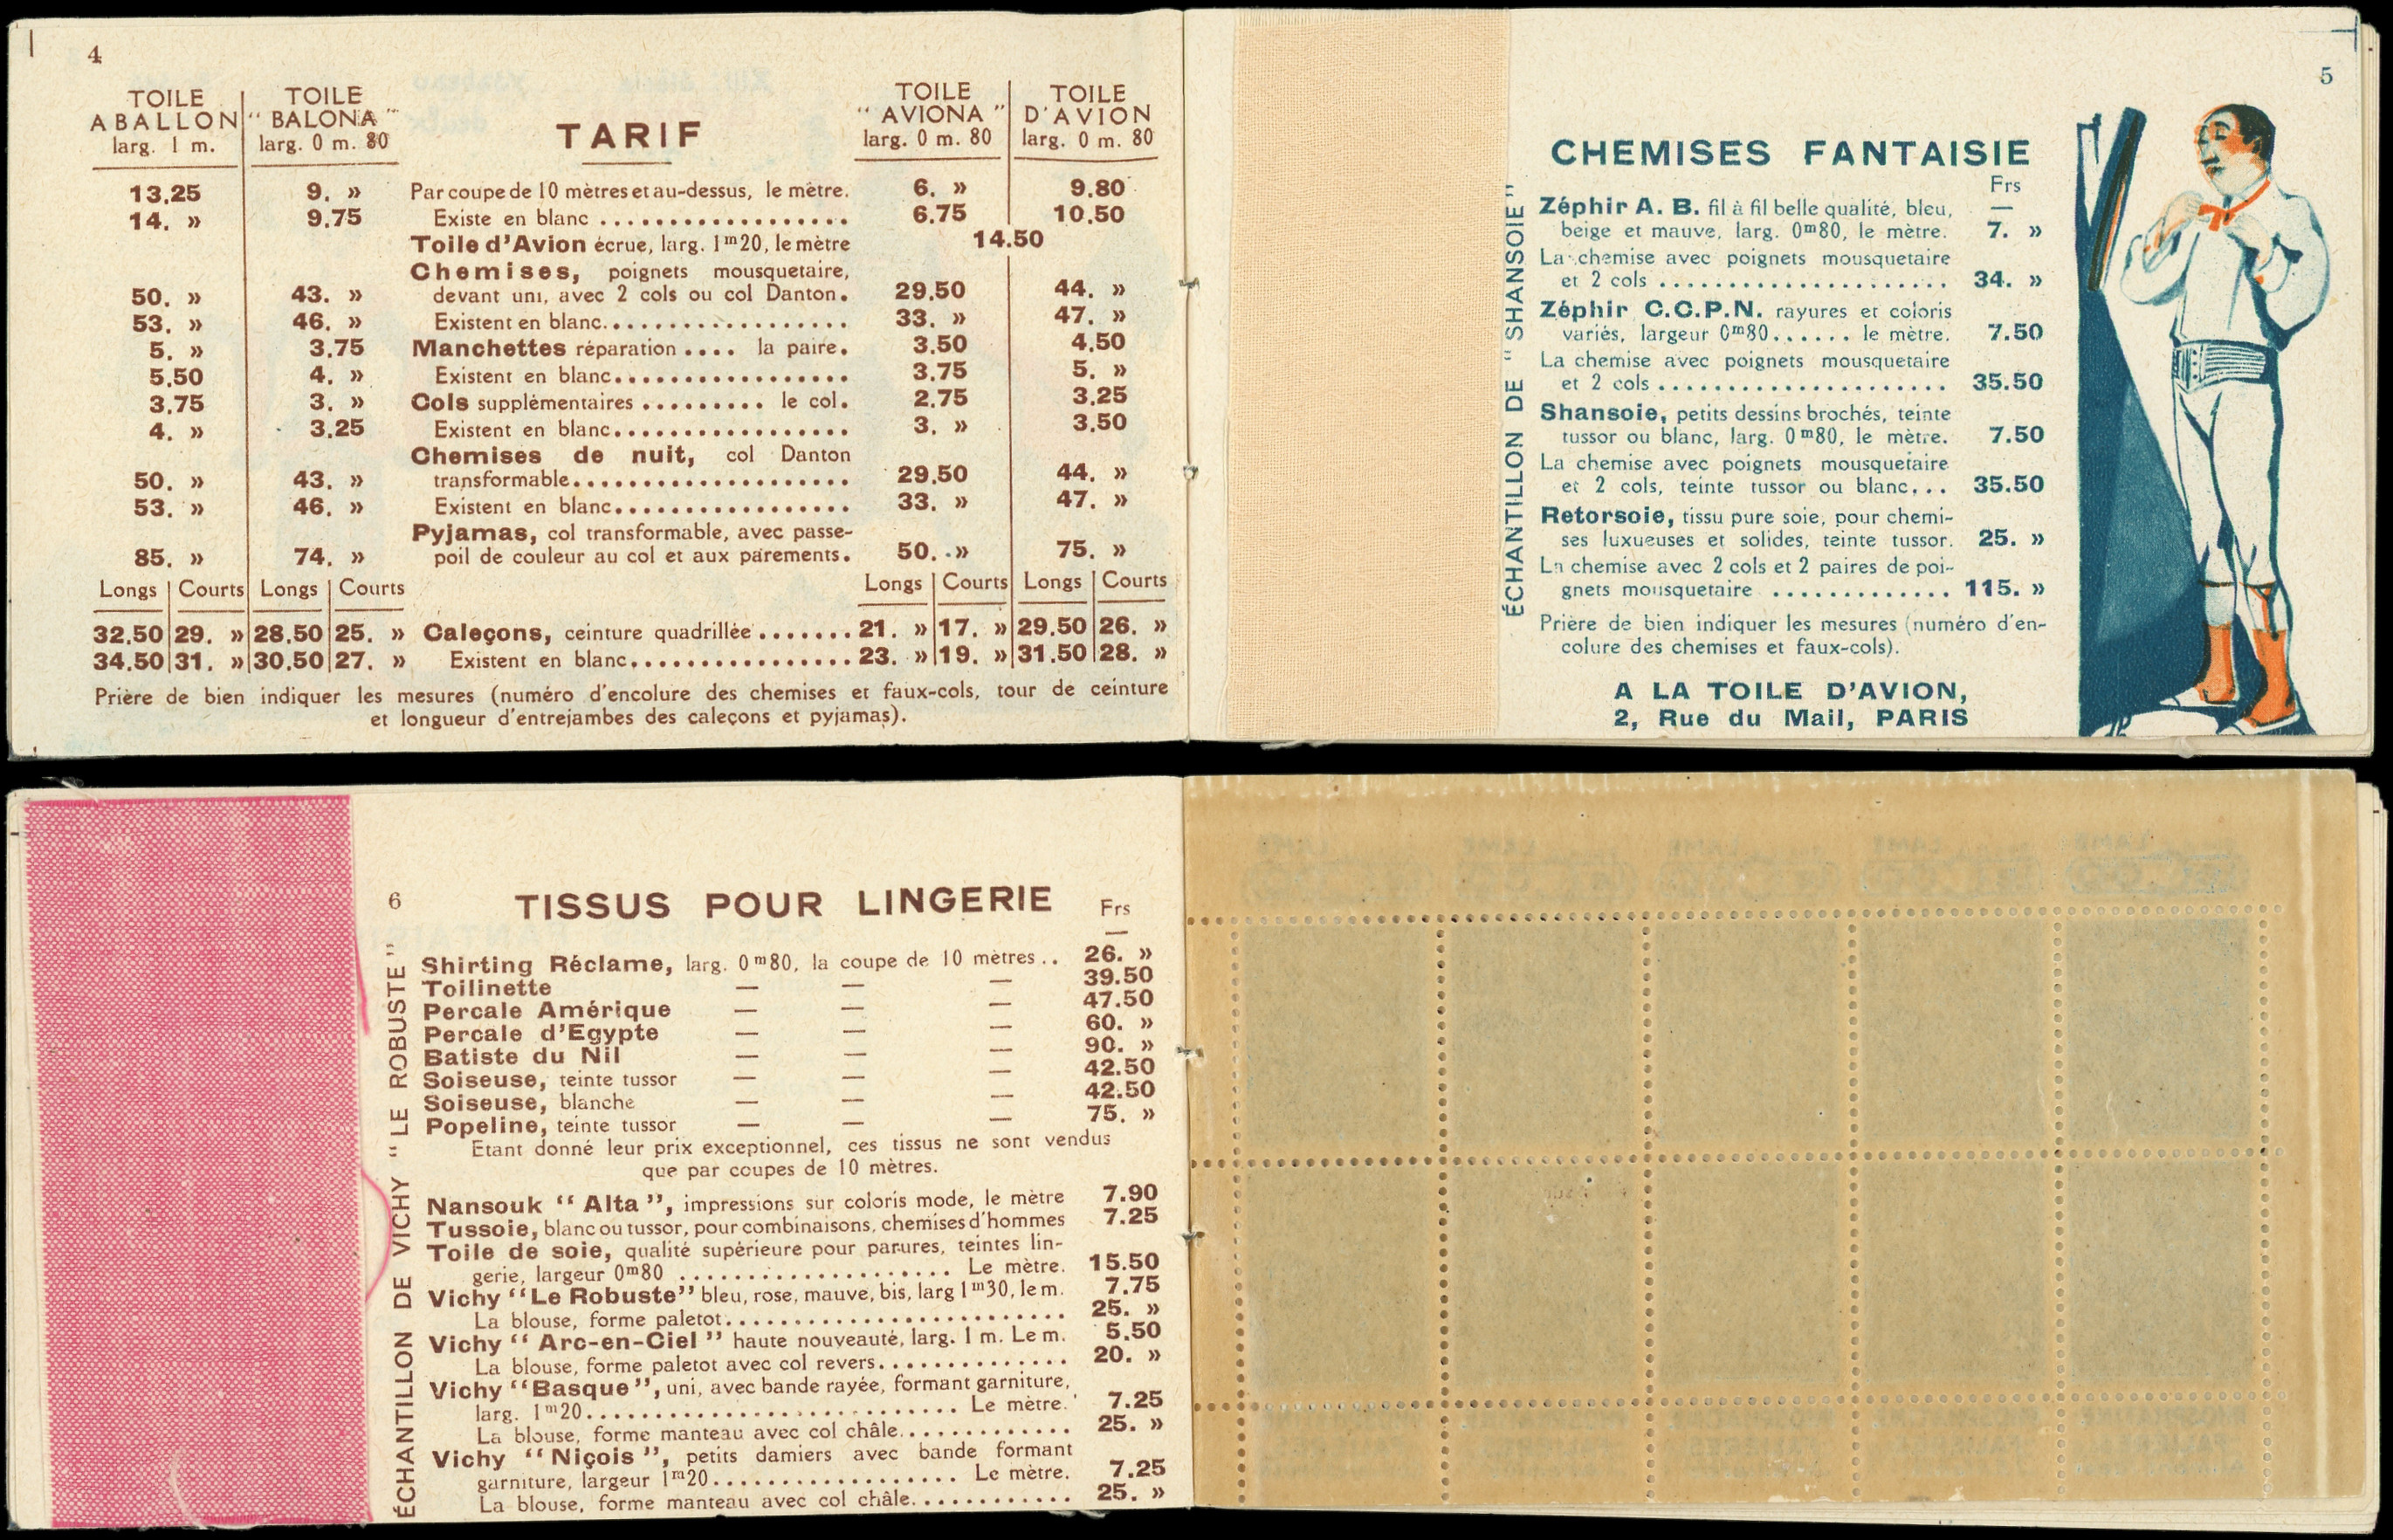 4
TOILE A BALLON larg. 1 m. | TOILE " BALONA " larg. 0 m. 80 | TARIF | TOILE " AVIONA " larg. 0 m. 80 | TOILE D'AVION larg. 0 m. 80
13.25 | 9. » | Par coupe de 10 mètres et au-dessus, le mètre. | 6. » | 9.80
14. » | 9.75 | Existe en blanc .................. | 6.75 | 10.50
Toile d'Avion écrue, larg. 1m20, le mètre 14.50
Chemises, poignets mousquetaire,
50. » | 43. » | devant uni, avec 2 cols ou col Danton. | 29.50 | 44. »
53. » | 46. » | Existent en blanc.................. | 33. » | 47. »
5. » | 3.75 | Manchettes réparation .... la paire. | 3.50 | 4.50
5.50 | 4. » | Existent en blanc.................. | 3.75 | 5. »
3.75 | 3. » | Cols supplémentaires ......... le col. | 2.75 | 3.25
4. » | 3.25 | Existent en blanc.................. | 3. » | 3.50
Chemises de nuit, col Danton
50. » | 43. » | transformable..................... | 29.50 | 44. »
53. » | 46. » | Existent en blanc.................. | 33. » | 47. »
Pyjamas, col transformable, avec passe-
85. » | 74. » | poil de couleur au col et aux parements. | 50. » | 75. »
Longs | Courts | Longs | Courts | Longs | Courts | Longs | Courts
32.50 | 29. » | 28.50 | 25. » | Caleçons, ceinture quadrillée ....... | 21. » | 17. » | 29.50 | 26. »
34.50 | 31. » | 30.50 | 27. » | Existent en blanc................ | 23. » | 19. » | 31.50 | 28. »
Prière de bien indiquer les mesures (numéro d'encolure des chemises et faux-cols, tour de ceinture
et longueur d'entrejambes des caleçons et pyjamas).
5
ÉCHANTILLON DE "SHANSOIE"
CHEMISES FANTAISIE
Frs
Zéphir A. B. fil à fil belle qualité, bleu,
beige et mauve, larg. 0m80, le mètre. 7. »
La chemise avec poignets mousquetaire
et 2 cols ...................... 34. »
Zéphir C.C.P.N. rayures et coloris
variés, largeur 0m80...... le mètre. 7.50
La chemise avec poignets mousquetaire
et 2 cols ...................... 35.50
Shansoie, petits dessins brochés, teinte
tussor ou blanc, larg. 0m80, le mètre. 7.50
La chemise avec poignets mousquetaire
et 2 cols, teinte tussor ou blanc... 35.50
Retorsoie, tissu pure soie, pour chemi-
ses luxueuses et solides, teinte tussor. 25. »
La chemise avec 2 cols et 2 paires de poi-
gnets mousquetaire ............. 115. »
Prière de bien indiquer les mesures (numéro d'en-
colure des chemises et faux-cols).
A LA TOILE D'AVION,
2, Rue du Mail, PARIS
6
ÉCHANTILLON DE VICHY "LE ROBUSTE"
TISSUS POUR LINGERIE
Frs
Shirting Réclame, larg. 0m80, la coupe de 10 mètres .. 26. »
Toilinette — — — 39.50
Percale Amérique — — — 47.50
Percale d'Egypte — — — 60. »
Batiste du Nil — — — 90. »
Soiseuse, teinte tussor — — — 42.50
Soiseuse, blanche — — — 42.50
Popeline, teinte tussor — — — 75. »
Etant donné leur prix exceptionnel, ces tissus ne sont vendus
que par coupes de 10 mètres.
Nansouk " Alta ", impressions sur coloris mode, le mètre 7.90
Tussoie, blanc ou tussor, pour combinaisons, chemises d'hommes 7.25
Toile de soie, qualité supérieure pour parures, teintes lin-
gerie, largeur 0m80 .................... Le mètre. 15.50
Vichy "Le Robuste" bleu, rose, mauve, bis, larg 1m30, le m. 7.75
La blouse, forme paletot......................... 25. »
Vichy " Arc-en-Ciel " haute nouveauté, larg. 1 m. Le m. 5.50
La blouse, forme paletot avec col revers.............. 20. »
Vichy "Basque", uni, avec bande rayée, formant garniture,
larg. 1m20........................... Le mètre. 7.25
La blouse, forme manteau avec col châle............. 25. »
Vichy " Niçois ", petits damiers avec bande formant
garniture, largeur 1m20.................. Le mètre. 7.25
La blouse, forme manteau avec col châle............ 25. »